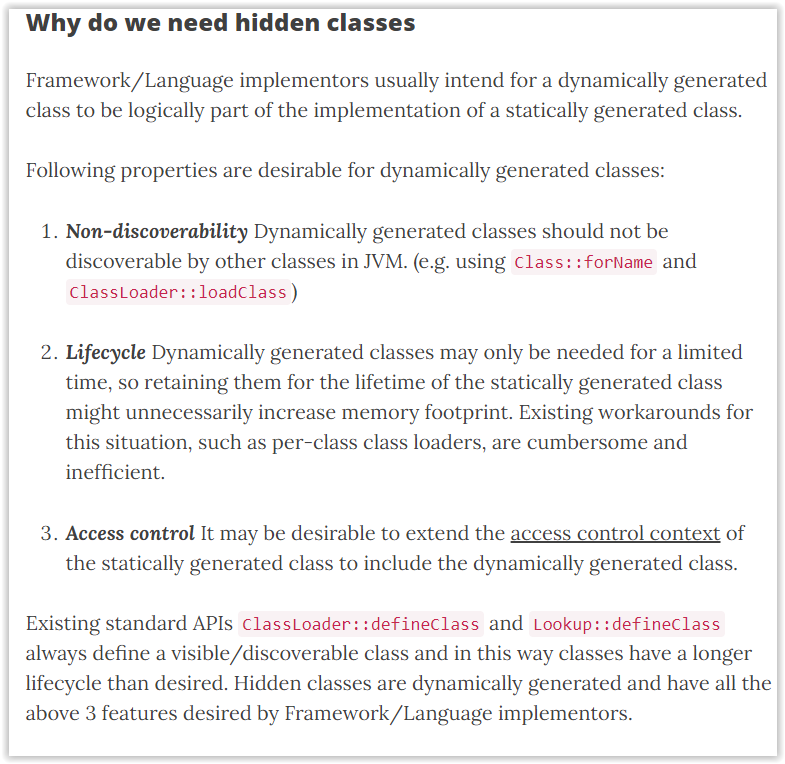 Why do we need hidden classes
Framework/Language implementors usually intend for a dynamically generated
class to be logically part of the implementation of a statically generated class.
Following properties are desirable for dynamically generated classes:
1. Non-discoverability Dynamically generated classes should not be
discoverable by other classes in JVM. (e.g. using Class::forName and
ClassLoader::loadClass)
2. Lifecycle Dynamically generated classes may only be needed for a limited
time, so retaining them for the lifetime of the statically generated class
might unnecessarily increase memory footprint. Existing workarounds for
this situation, such as per-class class loaders, are cumbersome and
inefficient.
3. Access control It may be desirable to extend the access control context of
the statically generated class to include the dynamically generated class.
Existing standard APIs ClassLoader::defineClass and Lookup::defineClass
always define a visible/discoverable class and in this way classes have a longer
lifecycle than desired. Hidden classes are dynamically generated and have all the
above 3 features desired by Framework/Language implementors.